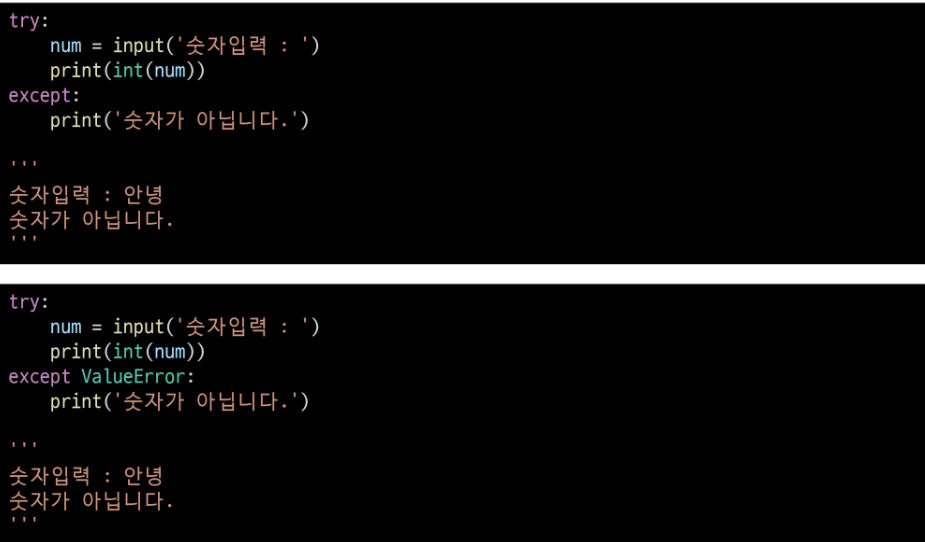 try:
    num = input('숫자입력 : ')
    print(int(num))
except:
    print('숫자가 아닙니다.')
'''
숫자입력 : 안녕
숫자가 아닙니다.
'''
try:
    num = input('숫자입력 : ')
    print(int(num))
except ValueError:
    print('숫자가 아닙니다.')
'''
숫자입력 : 안녕
숫자가 아닙니다.
'''